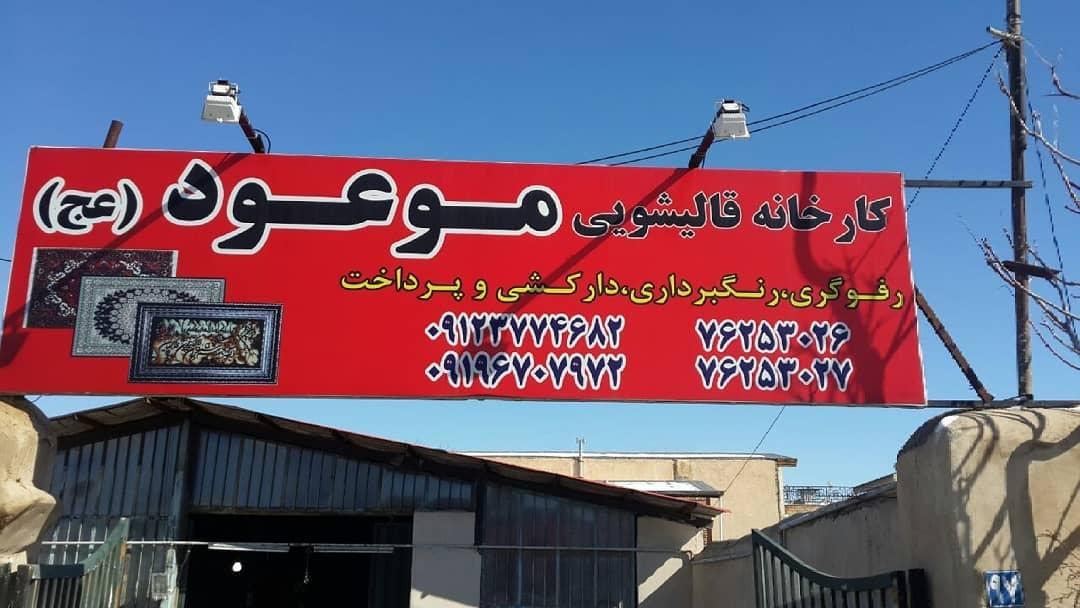 کارخانه قالیشویی موعود (عج)
رفوگری،رنگبرداری،دارکشی و پرداخت
۷۶۲۵۳۰۲۶ ۰۹۱۲۳۷۷۴۶۸۲
۷۶۲۵۳۰۲۷ ۰۹۱۹۶۷۰۷۹۷۲